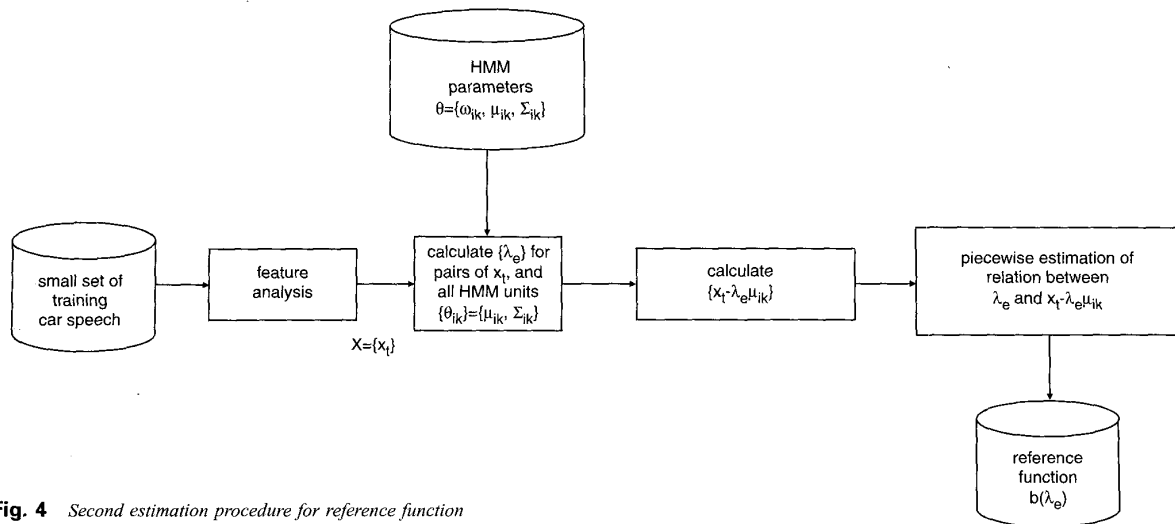 HMM
parameters
θ={ω_ik, μ_ik, Σ_ik}
small set of
training
car speech
feature
analysis
X={x_t}
calculate {λ_e} for
pairs of x_t, and
all HMM units
{θ_ik}={μ_ik, Σ_ik}
calculate
{x_t-λ_eμ_ik}
piecewise estimation of
relation between
λ_e and x_t-λ_eμ_ik
reference
function
b(λ_e)
Fig. 4 Second estimation procedure for reference function